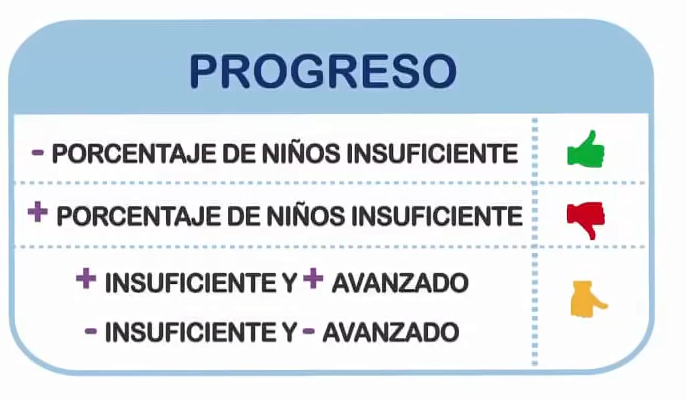 PROGRESO
- PORCENTAJE DE NIÑOS INSUFICIENTE
+ PORCENTAJE DE NIÑOS INSUFICIENTE
+ INSUFICIENTE Y + AVANZADO
- INSUFICIENTE Y - AVANZADO